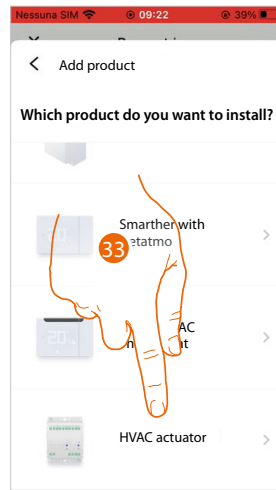 Nessuna SIM 09:22 39%
Add product
Which product do you want to install?
Smarther with
etatmo
33
AC
HVAC actuator